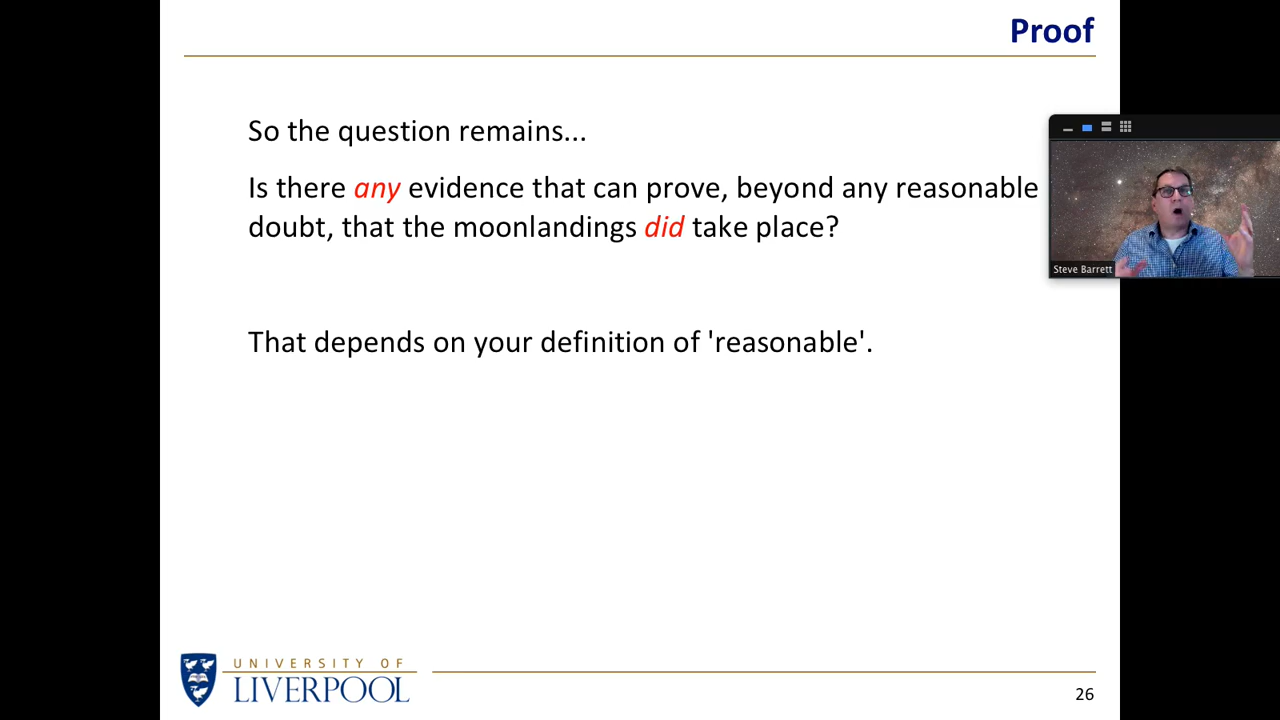 Proof
So the question remains...
Is there any evidence that can prove, beyond any reasonable
doubt, that the moonlandings did take place?
Steve Barrett
That depends on your definition of 'reasonable'.
UNIVERSITY OF
LIVERPOOL
26